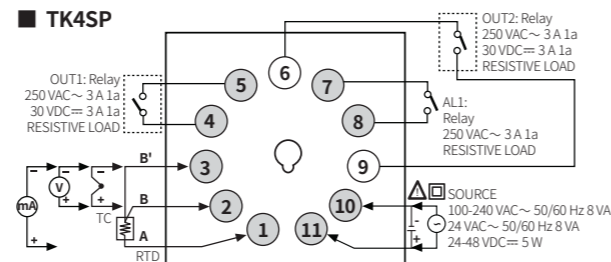 ■ TK4SP
OUT1: Relay
250 VAC～ 3 A 1a
30 VDC⎓ 3 A 1a
RESISTIVE LOAD
OUT2: Relay
250 VAC～ 3 A 1a
30 VDC⎓ 3 A 1a
RESISTIVE LOAD
AL1:
Relay
250 VAC～ 3 A 1a
RESISTIVE LOAD
5
6
7
4
8
3
9
2
10
1
11
B'
B
A
mA
V
TC
RTD
−
+
−
+
−
+
SOURCE
100-240 VAC～ 50/60 Hz 8 VA
24 VAC～ 50/60 Hz 8 VA
24-48 VDC⎓ 5 W
-
+